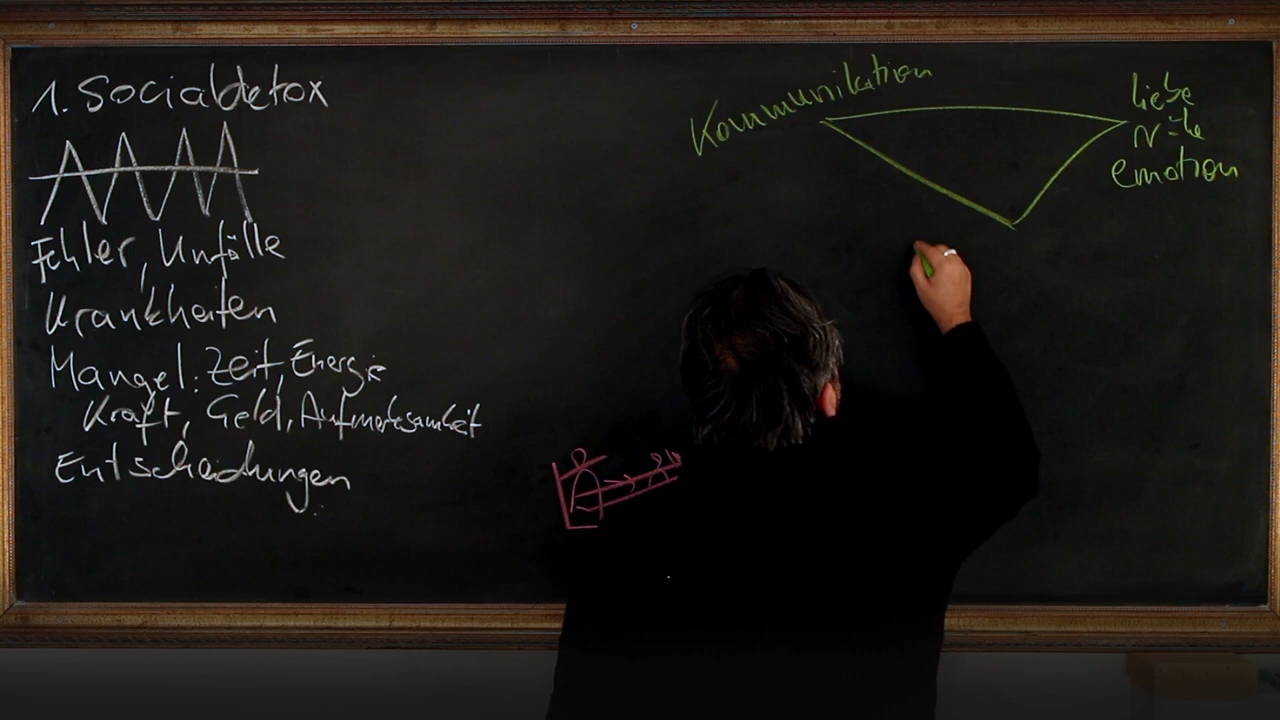 1. Socialdetox
Fehler, Unfälle
Krankheiten
Mangel: Zeit, Energie
Kraft, Geld, Aufmerksamkeit
Entscheidungen
Kommunikation
Liebe
Nähe
emotion